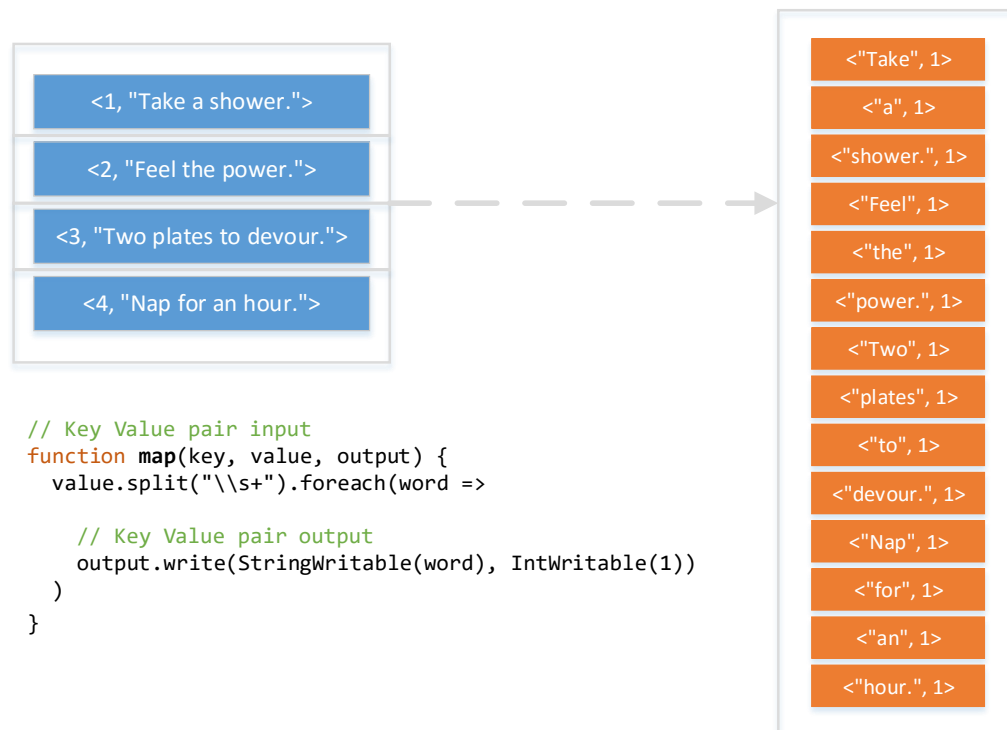 <1, "Take a shower.">
<2, "Feel the power.">
<3, "Two plates to devour.">
<4, "Nap for an hour.">
// Key Value pair input
function map(key, value, output) {
  value.split("\\s+").foreach(word =>
    // Key Value pair output
    output.write(StringWritable(word), IntWritable(1))
  )
}
<"Take", 1>
<"a", 1>
<"shower.", 1>
<"Feel", 1>
<"the", 1>
<"power.", 1>
<"Two", 1>
<"plates", 1>
<"to", 1>
<"devour.", 1>
<"Nap", 1>
<"for", 1>
<"an", 1>
<"hour.", 1>